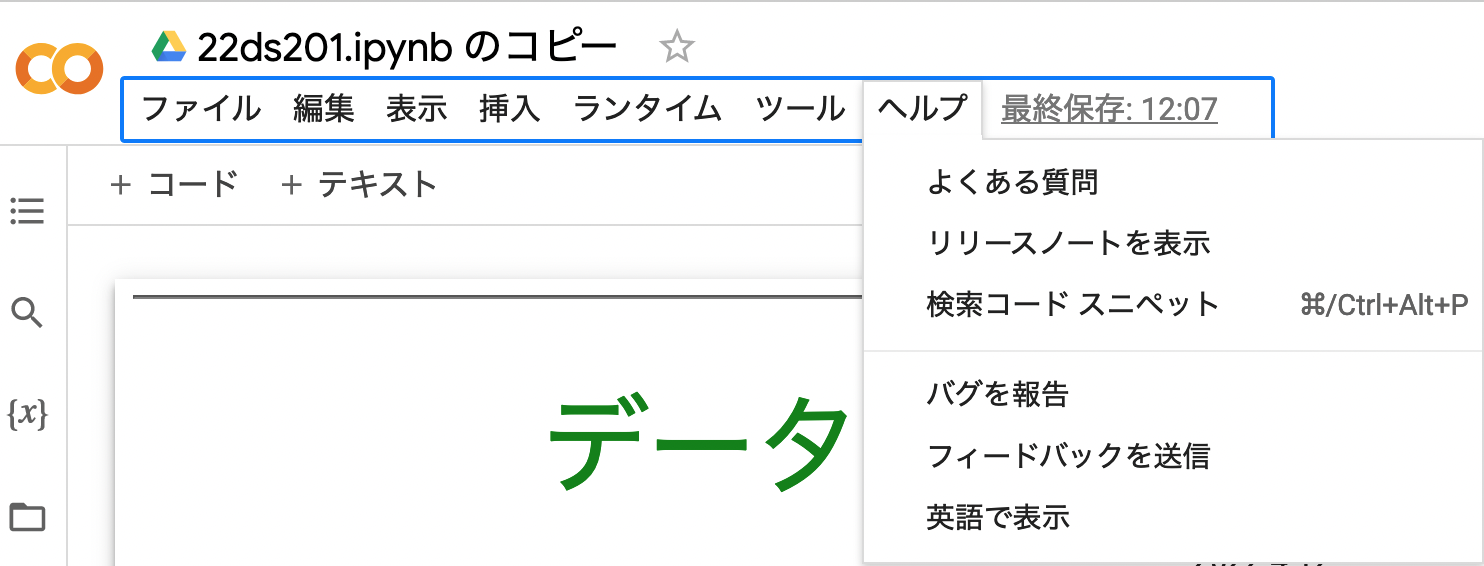 22ds201.ipynb のコピー
ファイル 編集 表示 挿入 ランタイム ツール ヘルプ 最終保存: 12:07
+ コード + テキスト
よくある質問
リリースノートを表示
検索コード スニペット ⌘/Ctrl+Alt+P
{x}
バグを報告
データ
フィードバックを送信
英語で表示